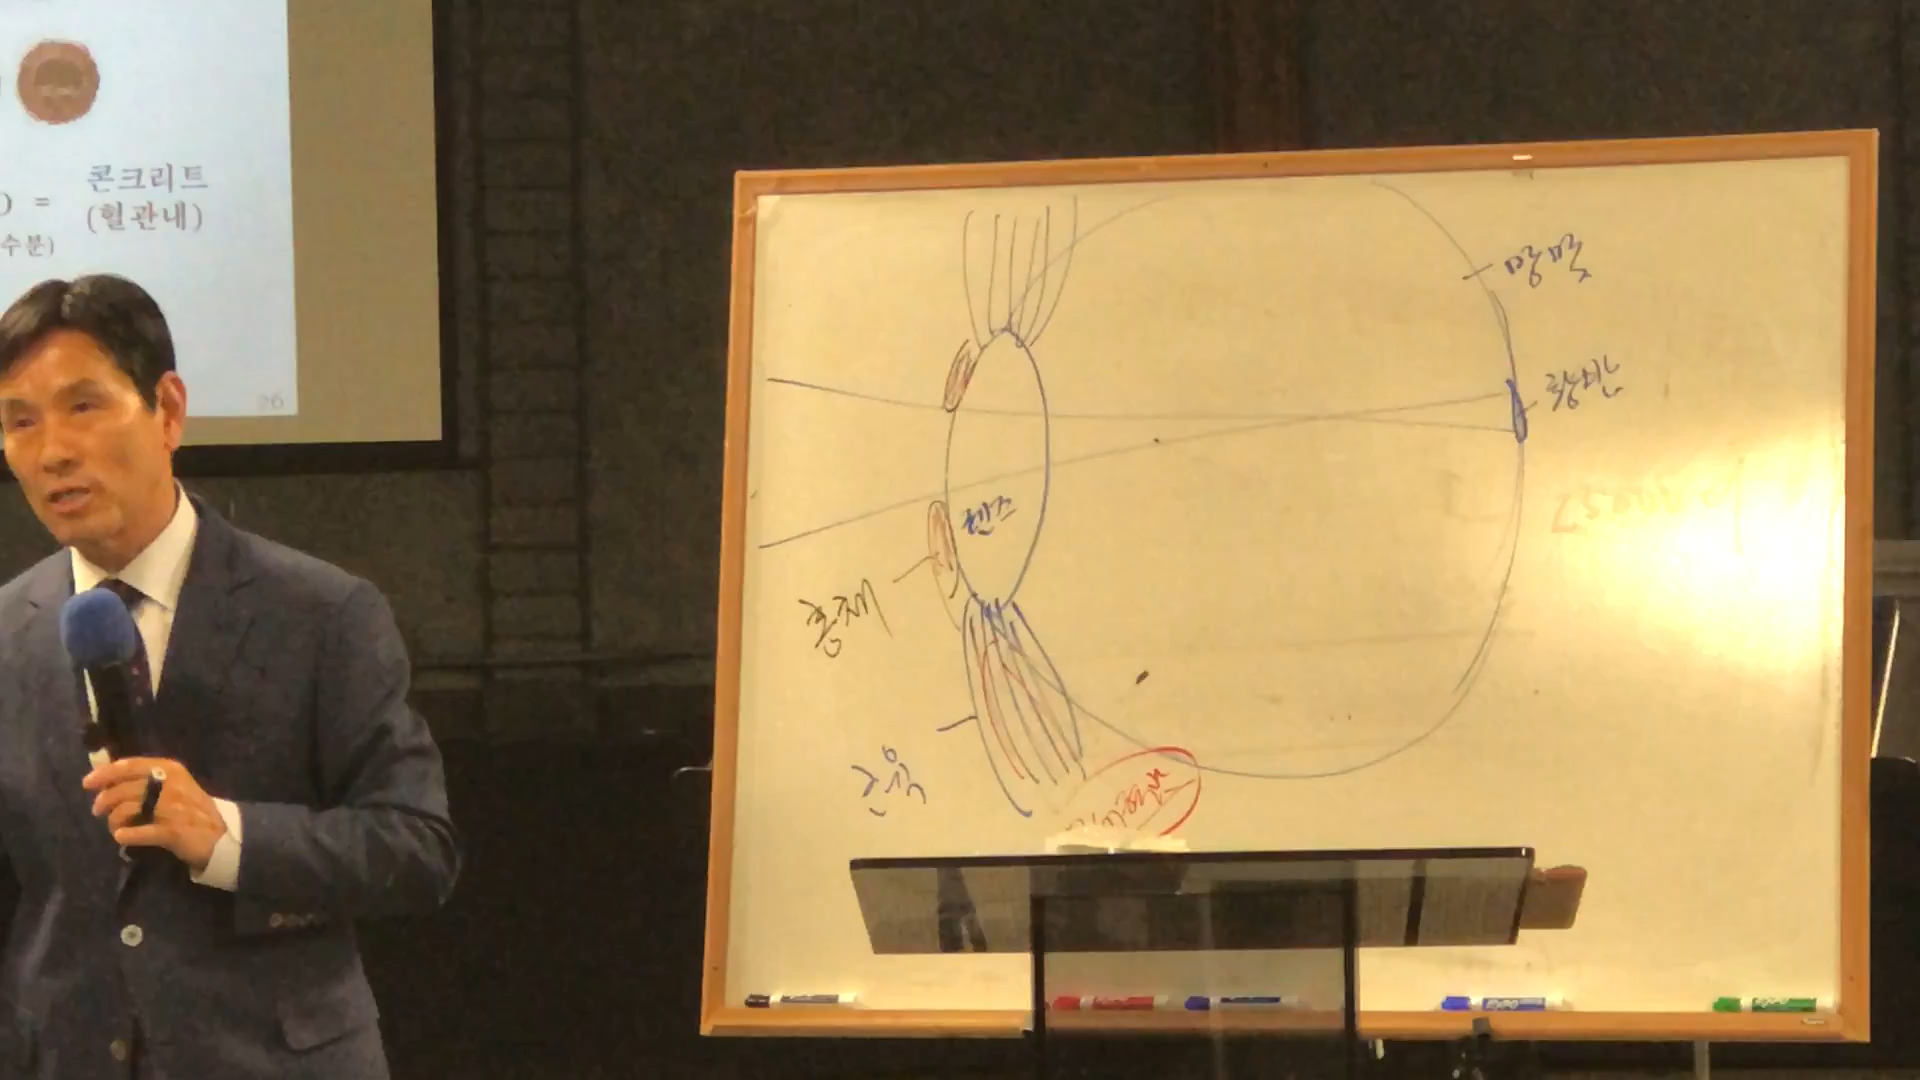 콘크리트
) = (혈관내)
수분)
26
망막
황반
렌즈
홍채
근육